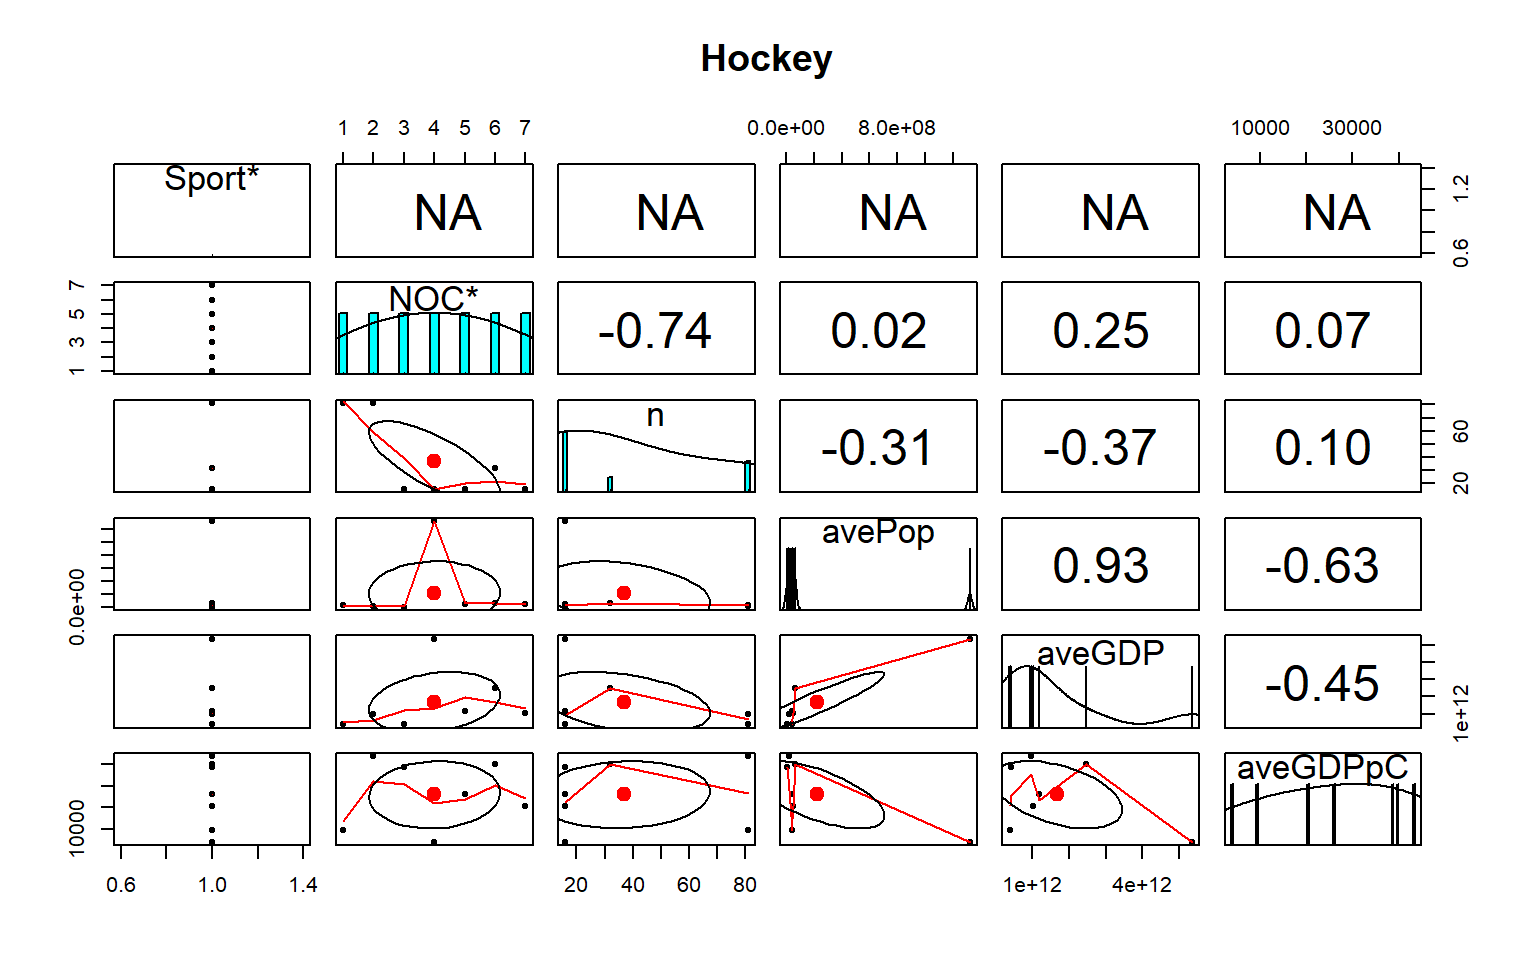 Hockey
1 2 3 4 5 6 7
0.0e+00 8.0e+08
10000 30000
Sport* NA NA NA NA NA
0.6 1.2
NOC* -0.74 0.02 0.25 0.07
1 3 5 7
n -0.31 -0.37 0.10
20 60
avePop 0.93 -0.63
0.0e+00
aveGDP -0.45
1e+12
aveGDPpC
10000
0.6 1.0 1.4
20 40 60 80
1e+12 4e+12